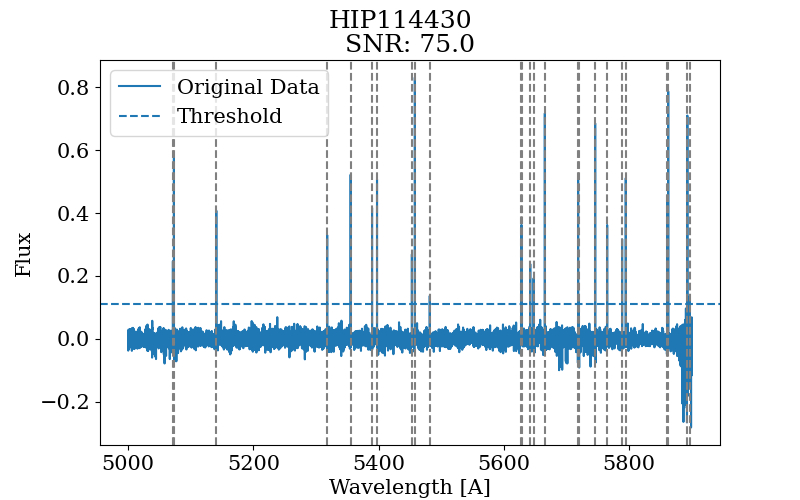 HIP114430
SNR: 75.0
Original Data
Threshold
Flux
0.8
0.6
0.4
0.2
0.0
−0.2
5000 5200 5400 5600 5800
Wavelength [A]